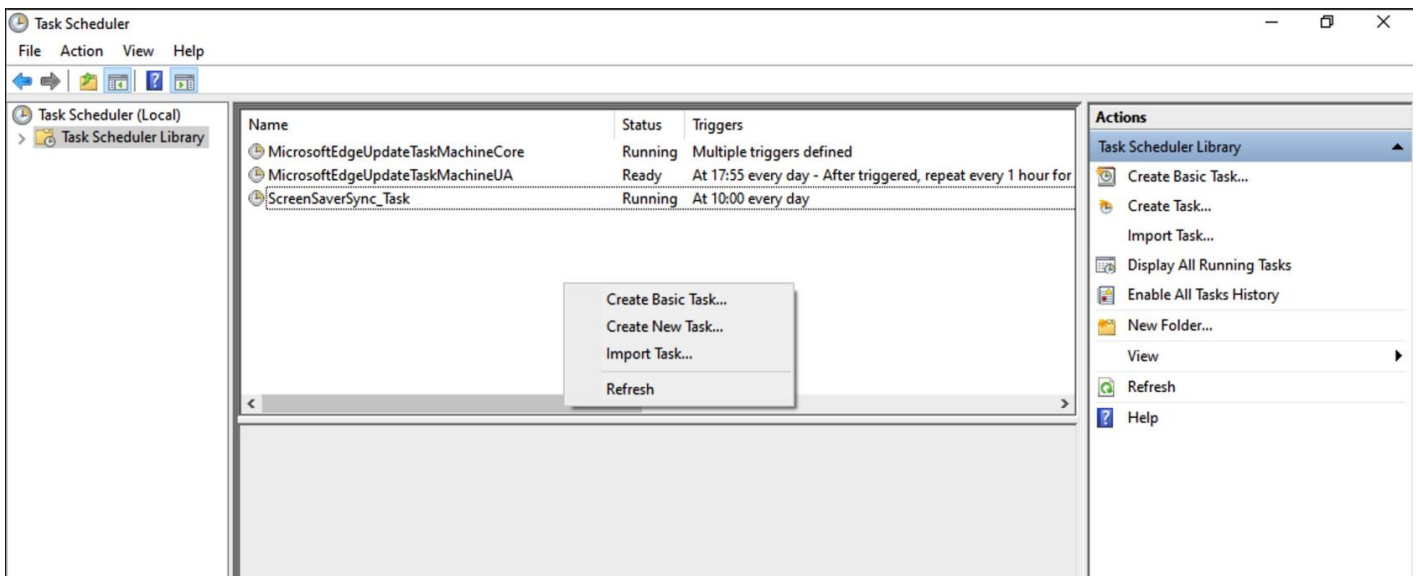 Task Scheduler
File Action View Help
Task Scheduler (Local)
Task Scheduler Library
Name Status Triggers
MicrosoftEdgeUpdateTaskMachineCore Running Multiple triggers defined
MicrosoftEdgeUpdateTaskMachineUA Ready At 17:55 every day - After triggered, repeat every 1 hour for
ScreenSaverSync_Task Running At 10:00 every day
Create Basic Task...
Create New Task...
Import Task...
Refresh
Actions
Task Scheduler Library
Create Basic Task...
Create Task...
Import Task...
Display All Running Tasks
Enable All Tasks History
New Folder...
View
Refresh
Help